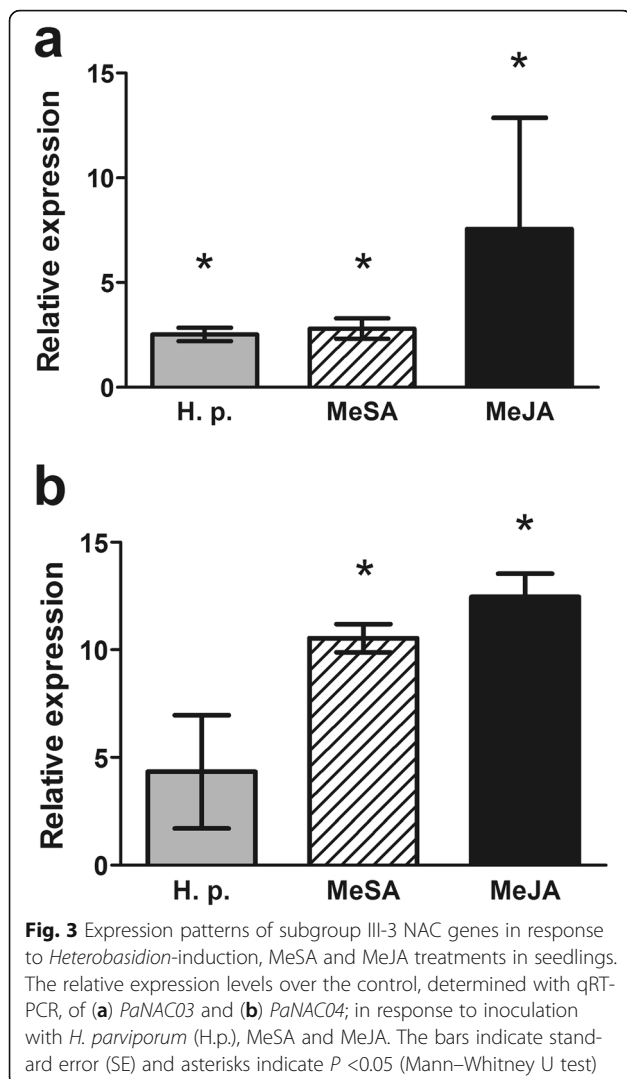 a
Relative expression
15
10
5
0
*
*
*
H. p.
MeSA
MeJA
b
Relative expression
15
10
5
0
*
*
H. p.
MeSA
MeJA
Fig. 3 Expression patterns of subgroup III-3 NAC genes in response
to Heterobasidion-induction, MeSA and MeJA treatments in seedlings.
The relative expression levels over the control, determined with qRT-
PCR, of (a) PaNAC03 and (b) PaNAC04; in response to inoculation
with H. parviporum (H.p.), MeSA and MeJA. The bars indicate stand-
ard error (SE) and asterisks indicate P <0.05 (Mann–Whitney U test)